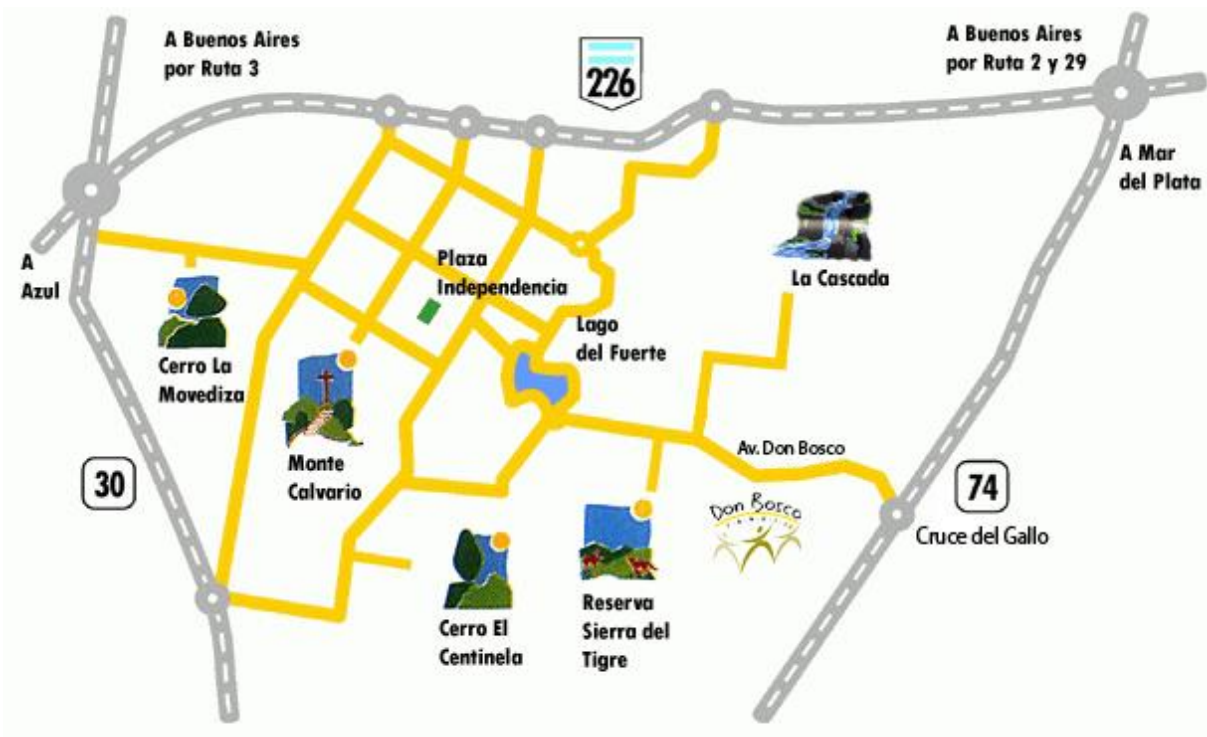 A Buenos Aires
por Ruta 3
226
A Buenos Aires
por Ruta 2 y 29
A Mar
del Plata
A
Azul
Plaza
Independencia
La Cascada
Lago
del Fuerte
Cerro La
Movediza
Monte
Calvario
30
Av. Don Bosco
74
Don Bosco
Cruce del Gallo
Cerro El
Centinela
Reserva
Sierra del
Tigre